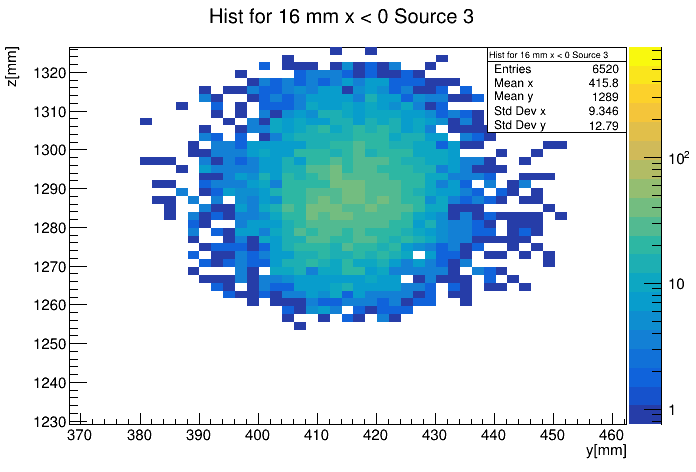 Hist for 16 mm x < 0 Source 3
z[mm]
Hist for 16 mm x < 0 Source 3
Entries 6520
Mean x 415.8
Mean y 1289
Std Dev x 9.346
Std Dev y 12.79
1320
1310
1300
1290
1280
1270
1260
1250
1240
1230
10²
10
1
370 380 390 400 410 420 430 440 450 460
y[mm]